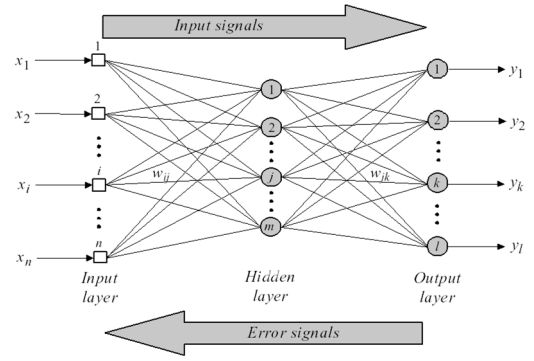 Input signals
1
x1
1
1
y1
2
x2
2
2
y2
i
xi
wij
j
wjk
k
yk
n
m
l
xn
yl
Input layer
Hidden layer
Output layer
Error signals